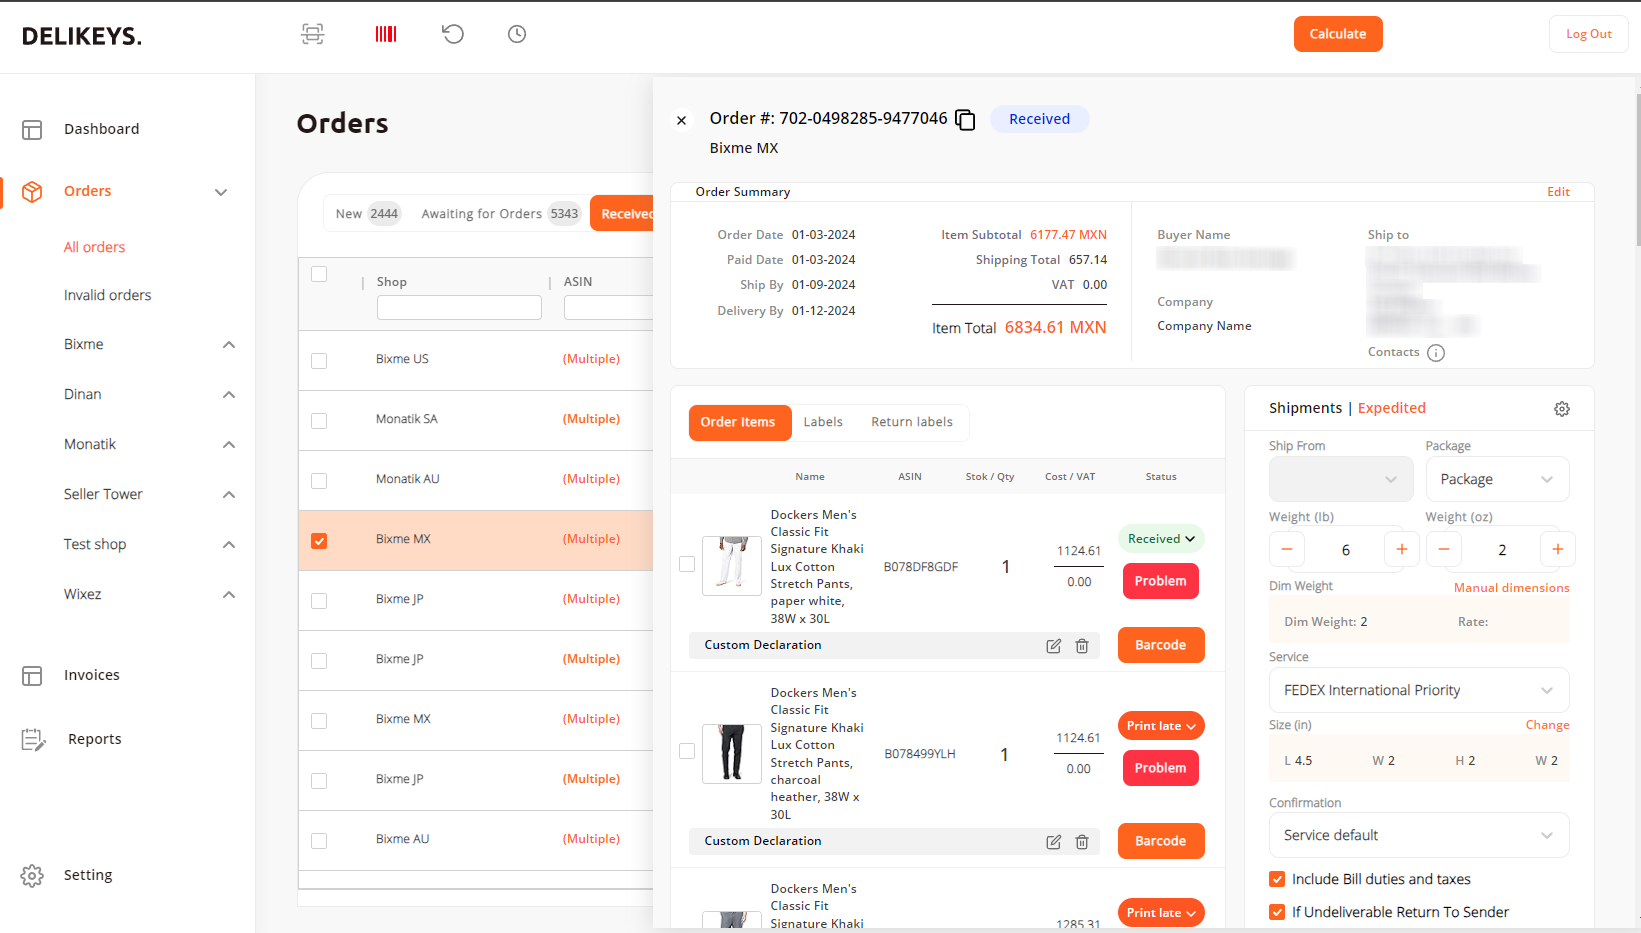 DELIKEYS.
Calculate
Log Out
Dashboard
Orders
All orders
Invalid orders
Bixme
Dinan
Monatik
Seller Tower
Test shop
Wixez
Invoices
Reports
Setting
Orders
New 2444 Awaiting for Orders 5343 Received
Shop ASIN
Bixme US (Multiple)
Monatik SA (Multiple)
Monatik AU (Multiple)
Bixme MX (Multiple)
Bixme JP (Multiple)
Bixme JP (Multiple)
Bixme MX (Multiple)
Bixme JP (Multiple)
Bixme AU (Multiple)
Order #: 702-0498285-9477046 Received
Bixme MX
Order Summary Edit
Order Date 01-03-2024
Paid Date 01-03-2024
Ship By 01-09-2024
Delivery By 01-12-2024
Item Subtotal 6177.47 MXN
Shipping Total 657.14
VAT 0.00
Item Total 6834.61 MXN
Buyer Name
Company
Company Name
Ship to
Contacts
Order Items Labels Return labels
Name ASIN Stok / Qty Cost / VAT Status
Dockers Men's
Classic Fit
Signature Khaki
Lux Cotton
Stretch Pants,
paper white,
38W x 30L
B078DF8GDF
1
1124.61
0.00
Received
Problem
Custom Declaration
Barcode
Dockers Men's
Classic Fit
Signature Khaki
Lux Cotton
Stretch Pants,
charcoal
heather, 38W x
30L
B078499YLH
1
1124.61
0.00
Print late
Problem
Custom Declaration
Barcode
Dockers Men's
Classic Fit
Signature Khaki
1285.31
Print late
Shipments | Expedited
Ship From Package
Package
Weight (lb) Weight (oz)
− 6 + − 2 +
Dim Weight Manual dimensions
Dim Weight: 2 Rate:
Service
FEDEX International Priority
Size (in) Change
L 4.5 W 2 H 2 W 2
Confirmation
Service default
Include Bill duties and taxes
If Undeliverable Return To Sender